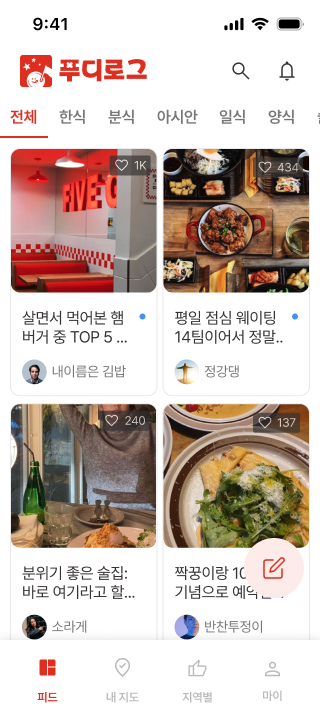 9:41
푸디로그
전체 한식 분식 아시안 일식 양식
FIVE G
1K
434
살면서 먹어본 햄
버거 중 TOP 5 ...
평일 점심 웨이팅
14팀이어서 정말..
내이름은 김밥
정강댕
240
137
분위기 좋은 술집:
바로 여기라고 할...
짝꿍이랑 10
기념으로 예약
소라게
반찬투정이
피드 내 지도 지역별 마이